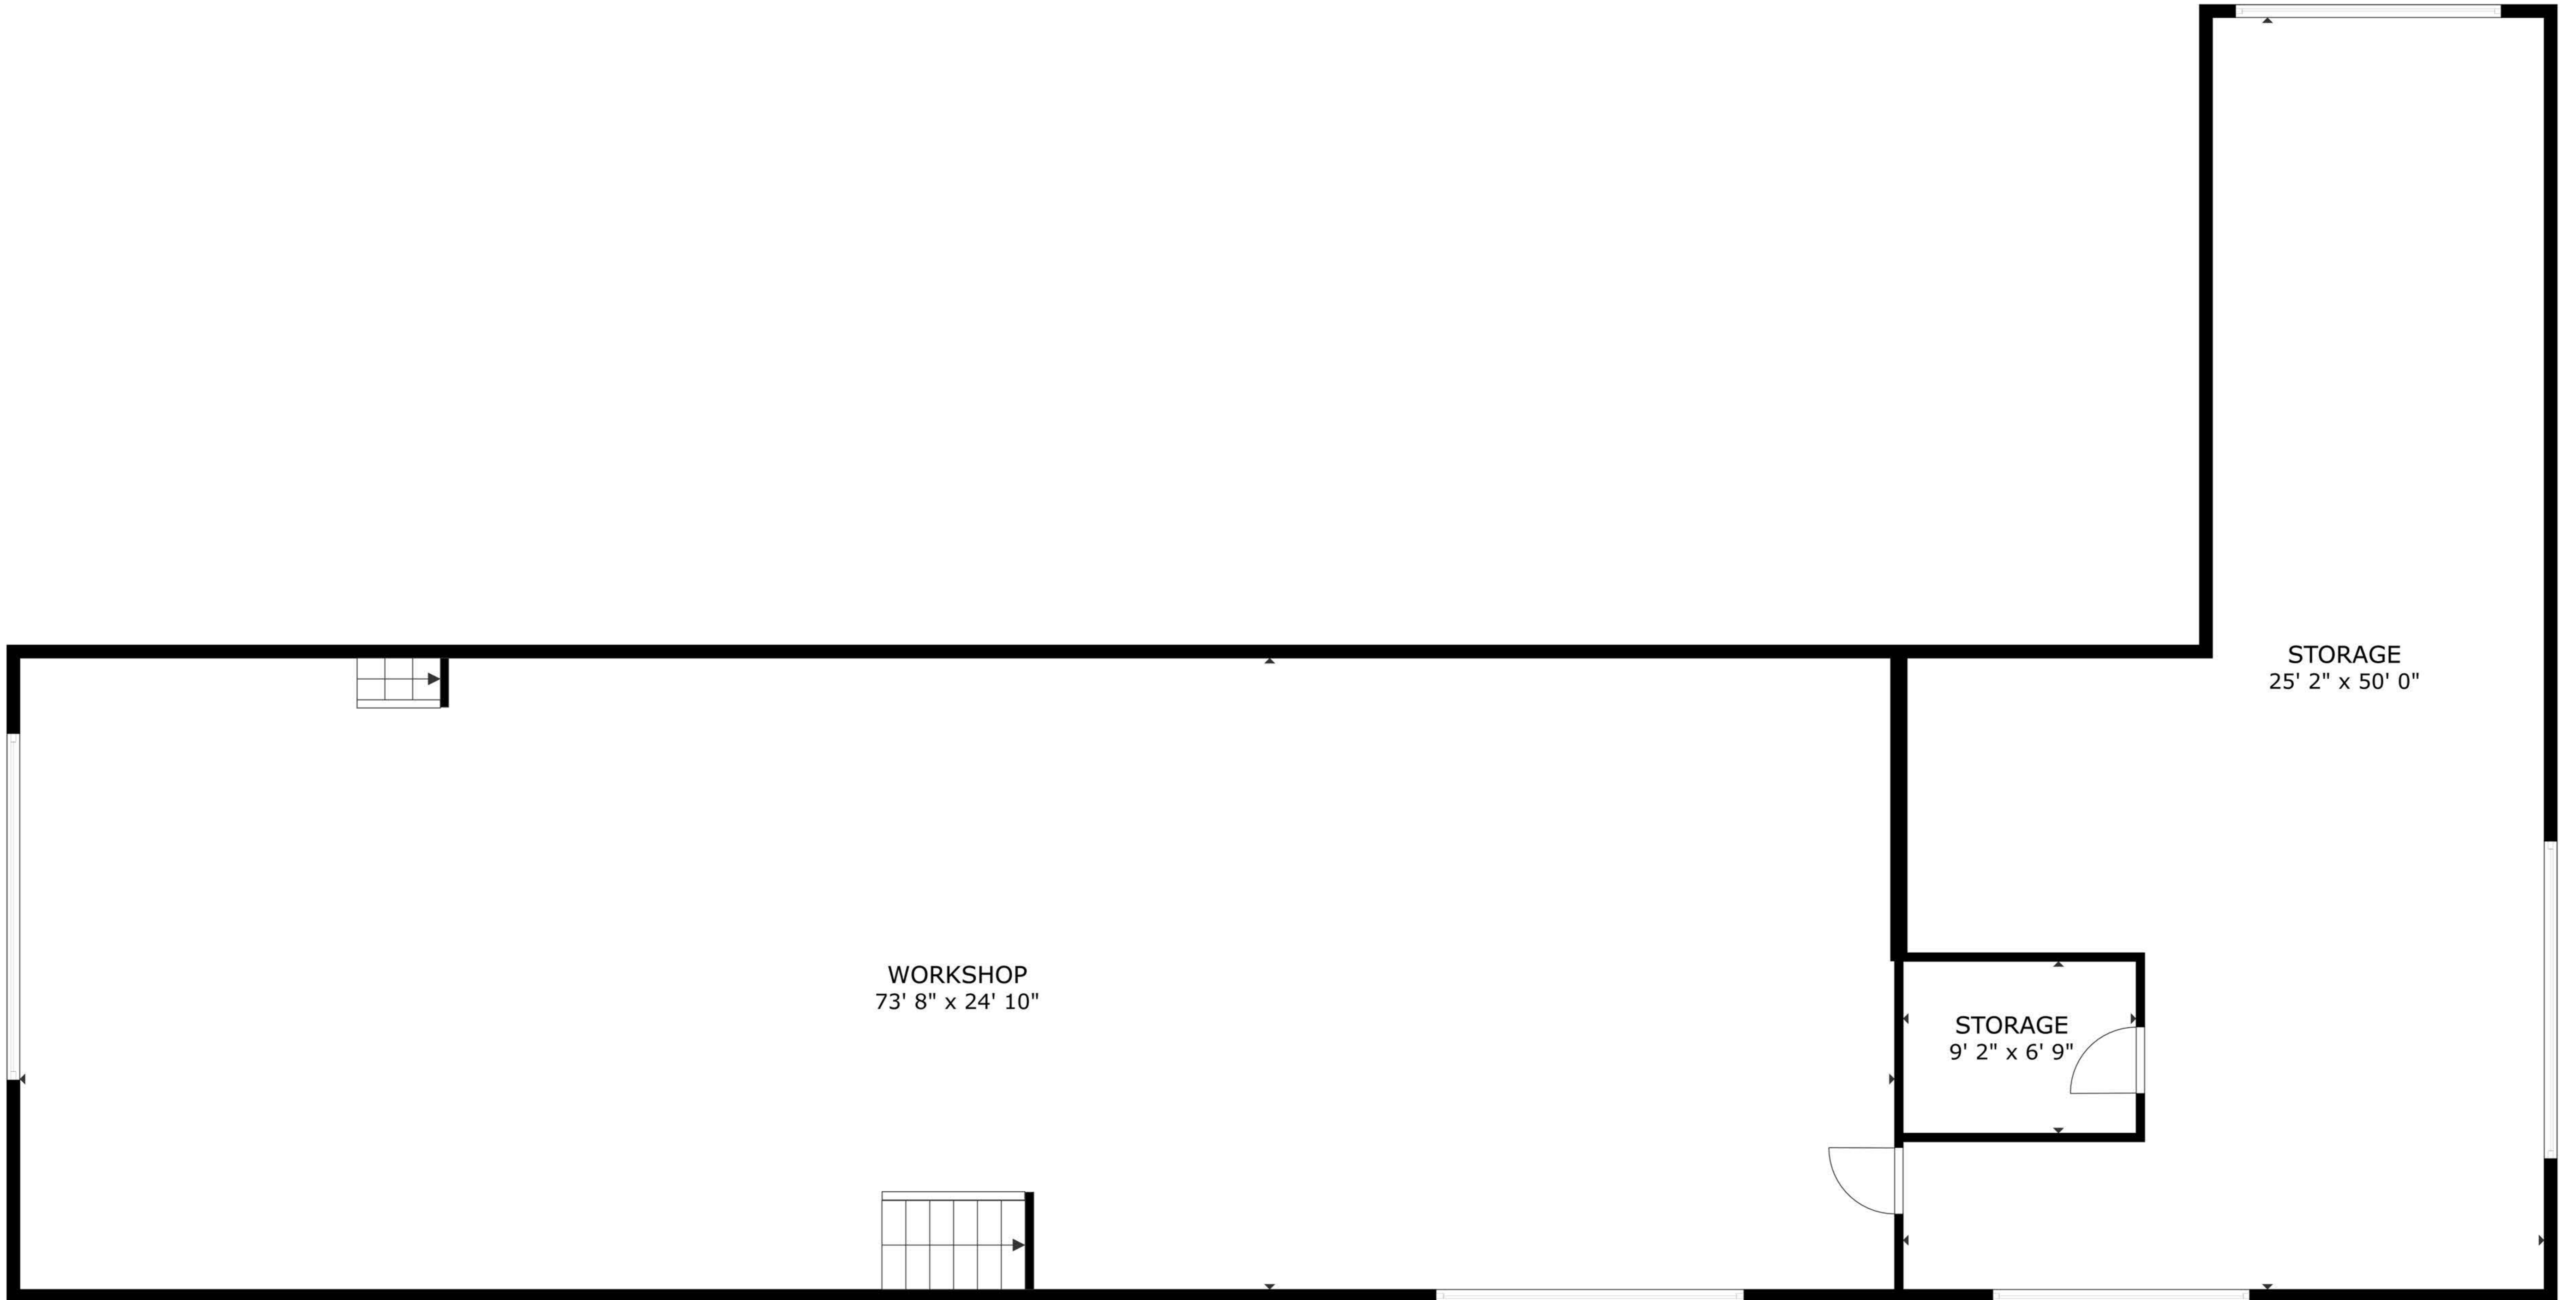 STORAGE
25' 2" x 50' 0"
WORKSHOP
73' 8" x 24' 10"
STORAGE
9' 2" x 6' 9"